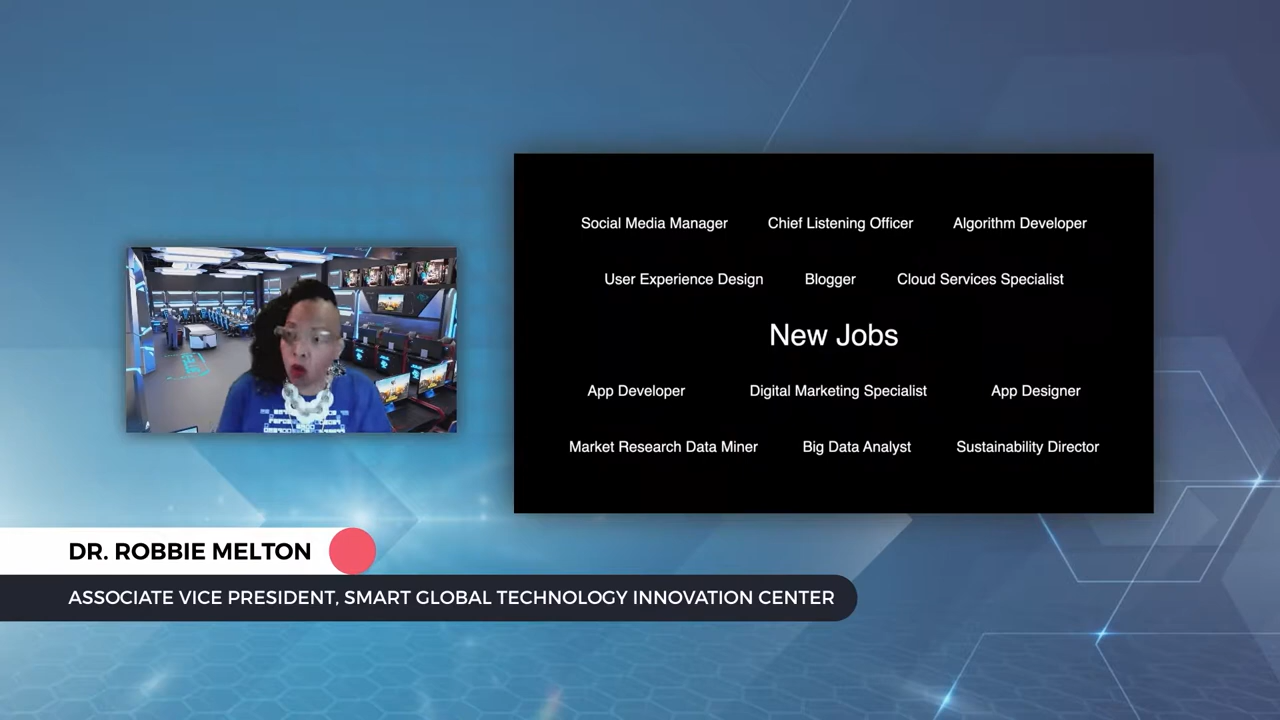 Social Media Manager Chief Listening Officer Algorithm Developer
User Experience Design Blogger Cloud Services Specialist
New Jobs
App Developer Digital Marketing Specialist App Designer
Market Research Data Miner Big Data Analyst Sustainability Director
DR. ROBBIE MELTON
ASSOCIATE VICE PRESIDENT, SMART GLOBAL TECHNOLOGY INNOVATION CENTER